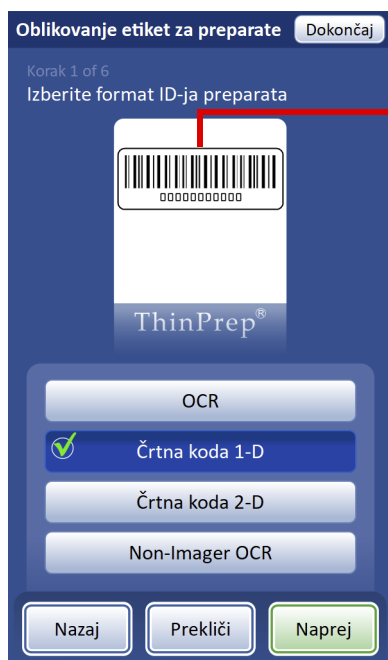 Oblikovanje etiket za preparate
Dokončaj
Korak 1 of 6
Izberite format ID-ja preparata
00000000000
ThinPrep®
OCR
Črtna koda 1-D
Črtna koda 2-D
Non-Imager OCR
Nazaj
Prekliči
Naprej